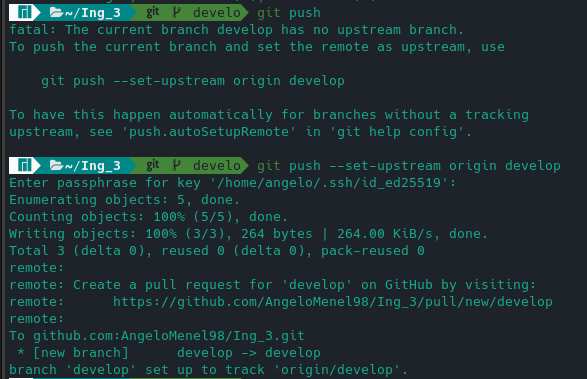 ~/Ing_3 git develo git push
fatal: The current branch develop has no upstream branch.
To push the current branch and set the remote as upstream, use
git push --set-upstream origin develop
To have this happen automatically for branches without a tracking
upstream, see 'push.autoSetupRemote' in 'git help config'.
~/Ing_3 git develo git push --set-upstream origin develop
Enter passphrase for key '/home/angelo/.ssh/id_ed25519':
Enumerating objects: 5, done.
Counting objects: 100% (5/5), done.
Writing objects: 100% (3/3), 264 bytes | 264.00 KiB/s, done.
Total 3 (delta 0), reused 0 (delta 0), pack-reused 0
remote:
remote: Create a pull request for 'develop' on GitHub by visiting:
remote:      https://github.com/AngeloMenel98/Ing_3/pull/new/develop
remote:
To github.com:AngeloMenel98/Ing_3.git
 * [new branch]      develop -> develop
branch 'develop' set up to track 'origin/develop'.